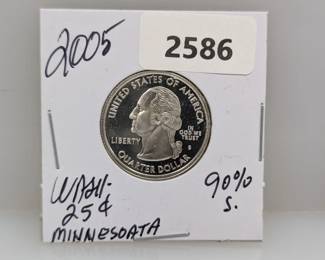 2005
2586
UNITED STATES OF AMERICA
LIBERTY
IN
GOD WE
TRUST
S
QUARTER DOLLAR
WASH-
25¢
MINNESOATA
90%
S.